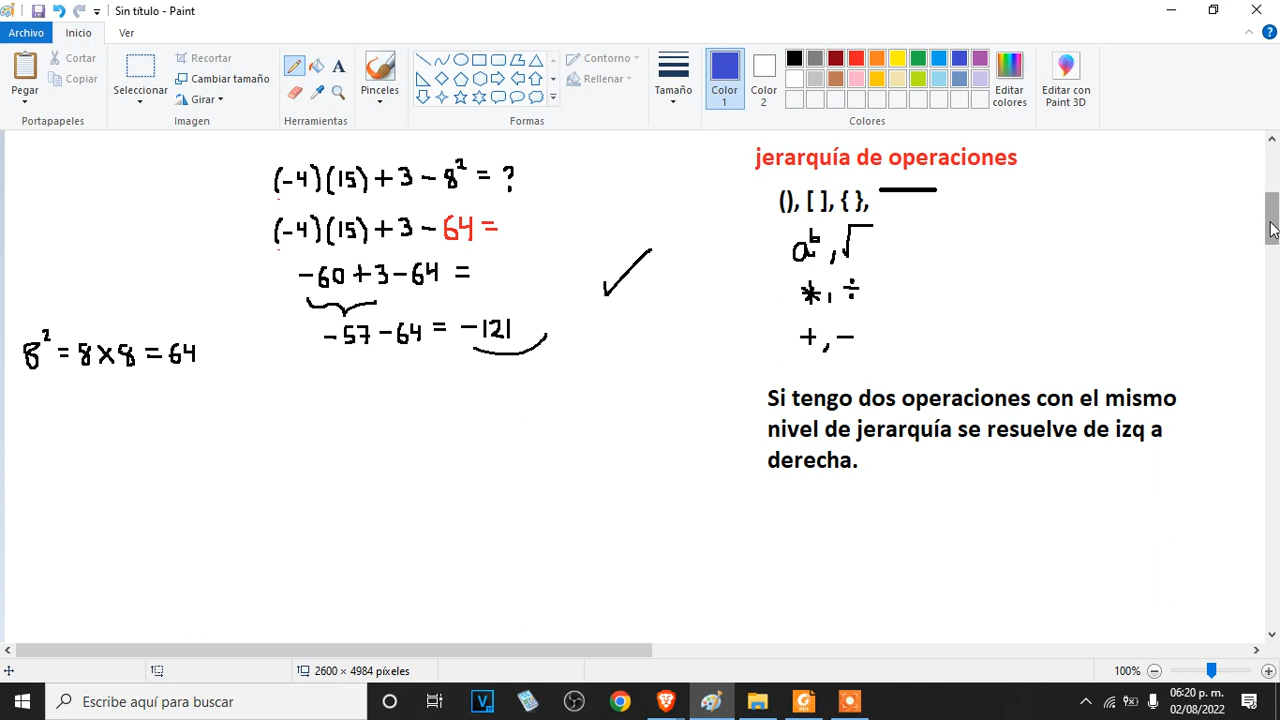 Sin título - Paint
Archivo Inicio Ver
Pegar
Cortar
Copiar
Portapapeles
Seleccionar
Recortar
Cambiar tamaño
Girar
Imagen
A
Herramientas
Pinceles
Contorno
Rellenar
Formas
Tamaño
Color 1
Color 2
Editar colores
Editar con Paint 3D
Colores
(-4)(15) + 3 - 8² = ?
(-4)(15) + 3 - 64 =
-60 + 3 - 64 =
-57 - 64 = -121
8² = 8 x 8 = 64
jerarquía de operaciones
(), [ ], { },
aᵇ, √
*, ÷
+, -
Si tengo dos operaciones con el mismo
nivel de jerarquía se resuelve de izq a
derecha.
2600 × 4984 píxeles
100%
Escribe aquí para buscar
06:20 p. m.
02/08/2022